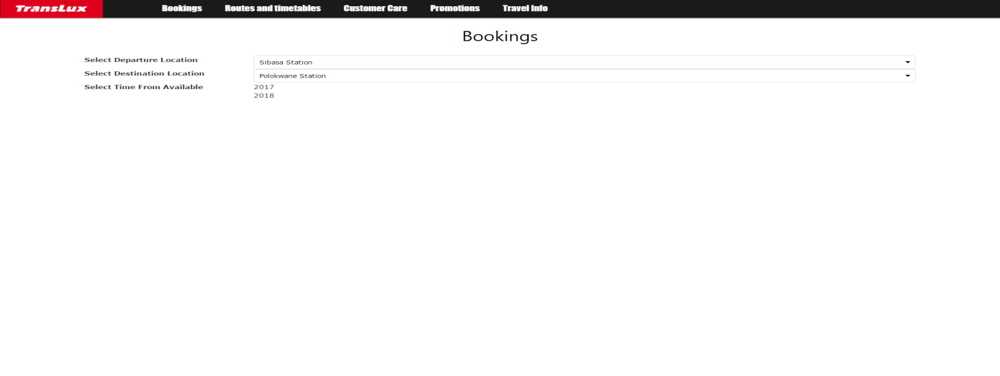 TransLux Bookings Routes and timetables Customer Care Promotions Travel Info
Bookings
Select Departure Location Sibasa Station
Select Destination Location Polokwane Station
Select Time From Available 2017
2018